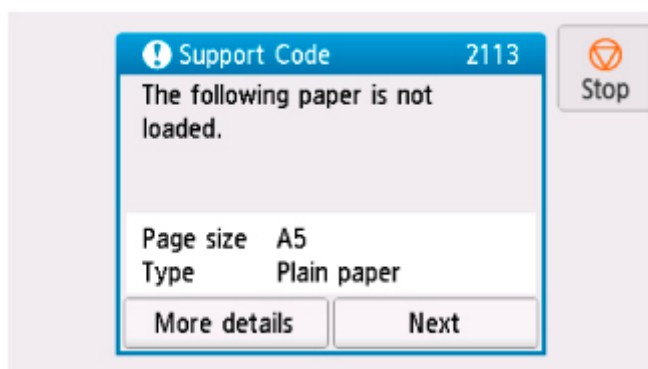 Support Code 2113
Stop
The following paper is not
loaded.
Page size A5
Type Plain paper
More details Next